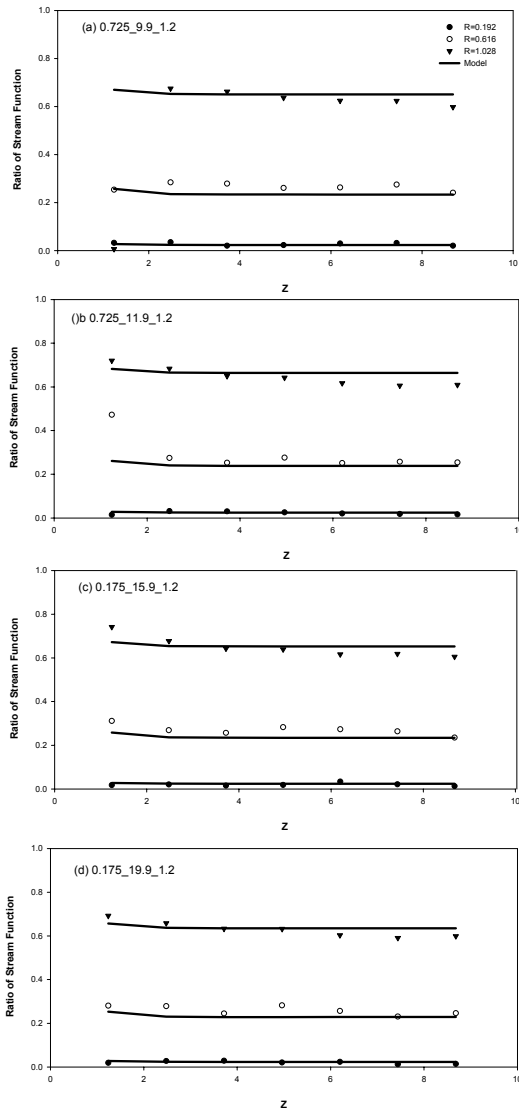 (a) 0.725_9.9_1.2
R=0.192
R=0.616
R=1.028
Model
Ratio of Stream Function
1.0
0.8
0.6
0.4
0.2
0.0
0 2 4 6 8 10
Z
()b 0.725_11.9_1.2
Ratio of Stream Function
1.0
0.8
0.6
0.4
0.2
0.0
0 2 4 6 8 10
Z
(c) 0.175_15.9_1.2
Ratio of Stream Function
1.0
0.8
0.6
0.4
0.2
0.0
0 2 4 6 8 10
Z
(d) 0.175_19.9_1.2
Ratio of Stream Function
1.0
0.8
0.6
0.4
0.2
0.0
0 2 4 6 8 10
Z